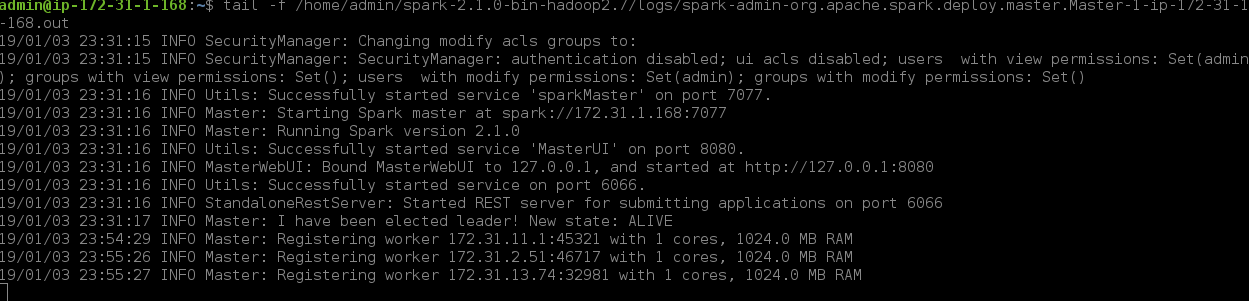 admin@ip-172-31-1-168:~$ tail -f /home/admin/spark-2.1.0-bin-hadoop2.7/logs/spark-admin-org.apache.spark.deploy.master.Master-1-ip-172-31-1
-168.out
19/01/03 23:31:15 INFO SecurityManager: Changing modify acls groups to:
19/01/03 23:31:15 INFO SecurityManager: SecurityManager: authentication disabled; ui acls disabled; users  with view permissions: Set(admin
); groups with view permissions: Set(); users  with modify permissions: Set(admin); groups with modify permissions: Set()
19/01/03 23:31:16 INFO Utils: Successfully started service 'sparkMaster' on port 7077.
19/01/03 23:31:16 INFO Master: Starting Spark master at spark://172.31.1.168:7077
19/01/03 23:31:16 INFO Master: Running Spark version 2.1.0
19/01/03 23:31:16 INFO Utils: Successfully started service 'MasterUI' on port 8080.
19/01/03 23:31:16 INFO MasterWebUI: Bound MasterWebUI to 127.0.0.1, and started at http://127.0.0.1:8080
19/01/03 23:31:16 INFO Utils: Successfully started service on port 6066.
19/01/03 23:31:16 INFO StandaloneRestServer: Started REST server for submitting applications on port 6066
19/01/03 23:31:17 INFO Master: I have been elected leader! New state: ALIVE
19/01/03 23:54:29 INFO Master: Registering worker 172.31.11.1:45321 with 1 cores, 1024.0 MB RAM
19/01/03 23:55:26 INFO Master: Registering worker 172.31.2.51:46717 with 1 cores, 1024.0 MB RAM
19/01/03 23:55:27 INFO Master: Registering worker 172.31.13.74:32981 with 1 cores, 1024.0 MB RAM